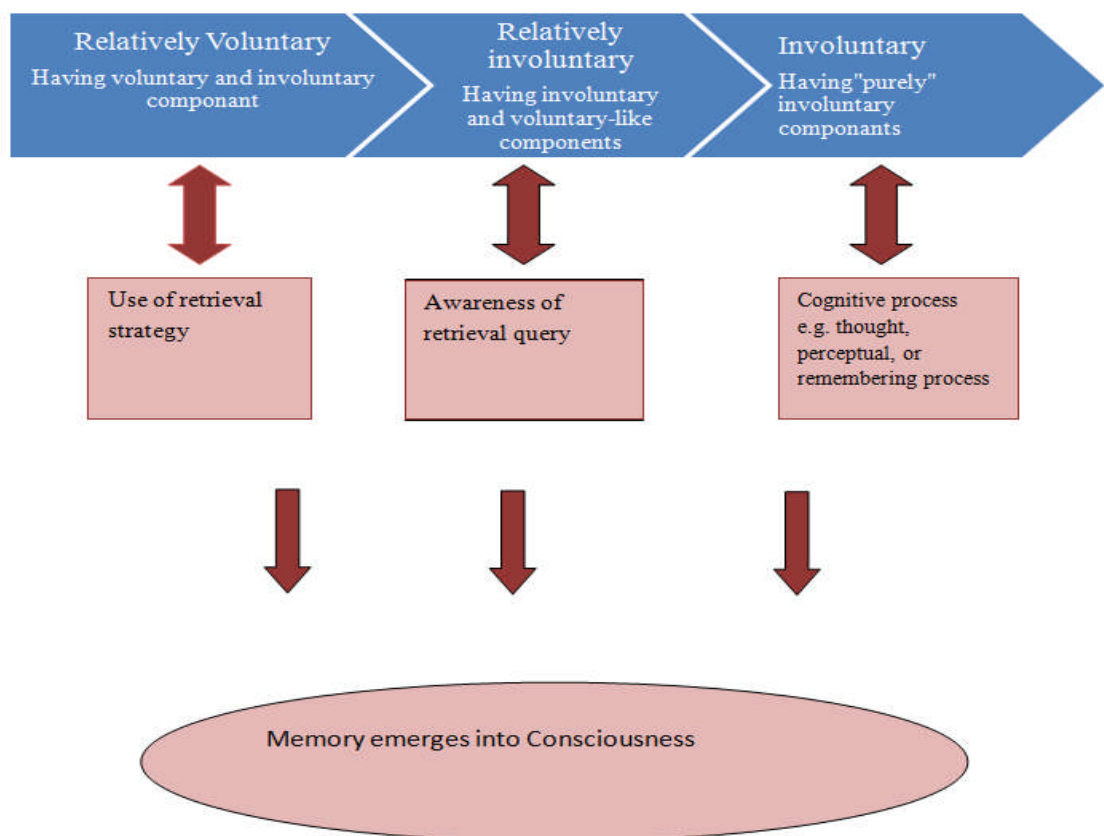 Relatively Voluntary
Having voluntary and involuntary
componant
Relatively
involuntary
Having involuntary
and voluntary-like
components
Involuntary
Having"purely"
involuntary
componants
Use of retrieval
strategy
Awareness of
retrieval query
Cognitive process
e.g. thought,
perceptual, or
remembering process
Memory emerges into Consciousness